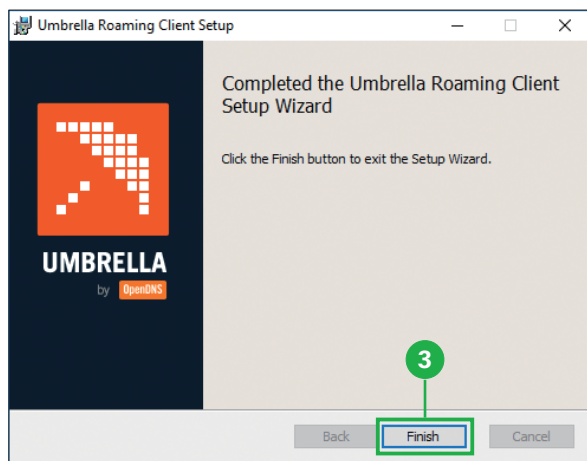 Umbrella Roaming Client Setup
Completed the Umbrella Roaming Client
Setup Wizard
Click the Finish button to exit the Setup Wizard.
UMBRELLA
by OpenDNS
3
Back Finish Cancel